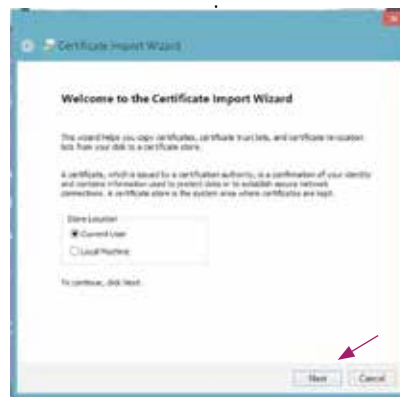 Certificate Import Wizard
Welcome to the Certificate Import Wizard
This wizard helps you copy certificates, certificate trust lists, and certificate revocation
lists from your disk to a certificate store.
A certificate, which is issued by a certification authority, is a confirmation of your identity
and contains information used to protect data or to establish secure network
connections. A certificate store is the system area where certificates are kept.
Store Location
Current User
Local Machine
To continue, click Next.
Next Cancel